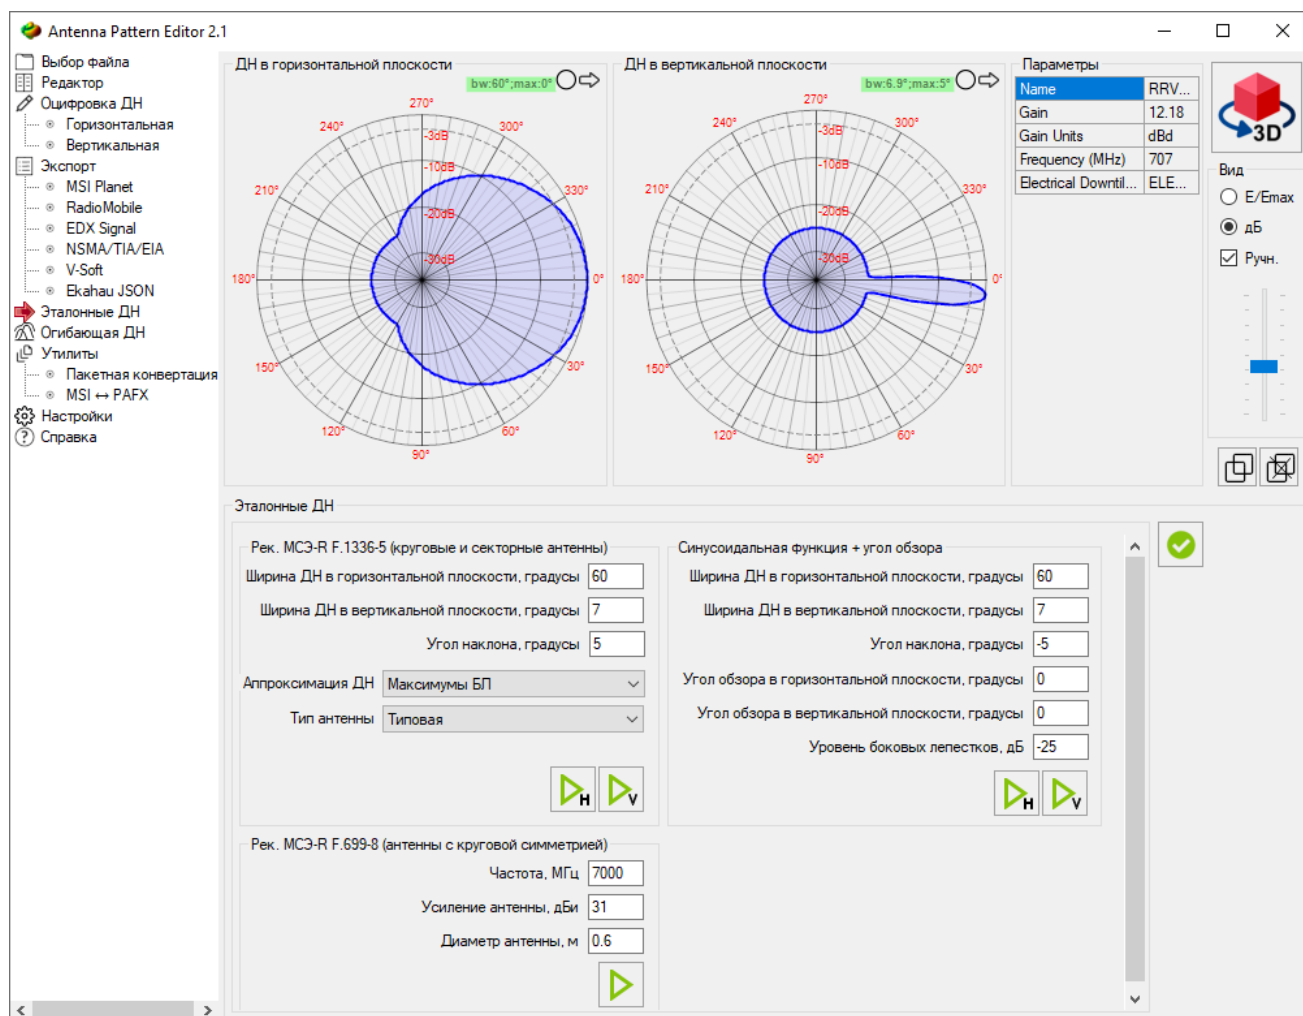 Antenna Pattern Editor 2.1
Выбор файла
Редактор
Оцифровка ДН
Горизонтальная
Вертикальная
Экспорт
MSI Planet
RadioMobile
EDX Signal
NSMA/TIA/EIA
V-Soft
Ekahau JSON
Эталонные ДН
Огибающая ДН
Утилиты
Пакетная конвертация
MSI ↔ PAFX
Настройки
Справка
ДН в горизонтальной плоскости
bw:60°;max:0°
270°
240°
300°
-3dB
-10dB
210°
330°
-20dB
-30dB
180°
0°
150°
30°
120°
60°
90°
ДН в вертикальной плоскости
bw:6.9°;max:5°
270°
240°
300°
-3dB
-10dB
210°
330°
-20dB
-30dB
180°
0°
150°
30°
120°
60°
90°
Параметры
Name RRV...
Gain 12.18
Gain Units dBd
Frequency (MHz) 707
Electrical Downtil... ELE...
3D
Вид
E/Emax
дБ
Ручн.
Эталонные ДН
Рек. МСЭ-R F.1336-5 (круговые и секторные антенны)
Ширина ДН в горизонтальной плоскости, градусы 60
Ширина ДН в вертикальной плоскости, градусы 7
Угол наклона, градусы 5
Аппроксимация ДН Максимумы БЛ
Тип антенны Типовая
H
V
Синусоидальная функция + угол обзора
Ширина ДН в горизонтальной плоскости, градусы 60
Ширина ДН в вертикальной плоскости, градусы 7
Угол наклона, градусы -5
Угол обзора в горизонтальной плоскости, градусы 0
Угол обзора в вертикальной плоскости, градусы 0
Уровень боковых лепестков, дБ -25
H
V
Рек. МСЭ-R F.699-8 (антенны с круговой симметрией)
Частота, МГц 7000
Усиление антенны, дБи 31
Диаметр антенны, м 0.6